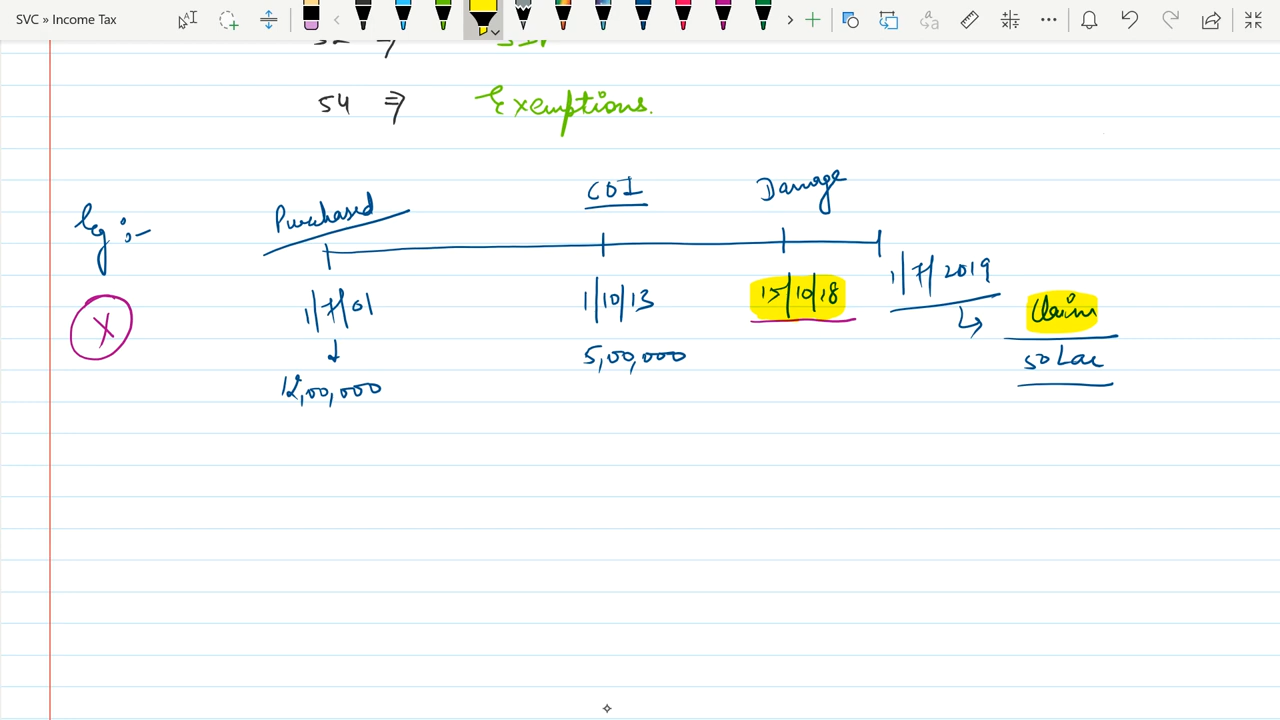 SVC » Income Tax
54 ⇒ Exemptions.
Eg :-
Purchased
COI
Damage
1/7/01
1/10/13
15/10/18
1/7/2019
Claim
X
12,00,000
5,00,000
50 Lac